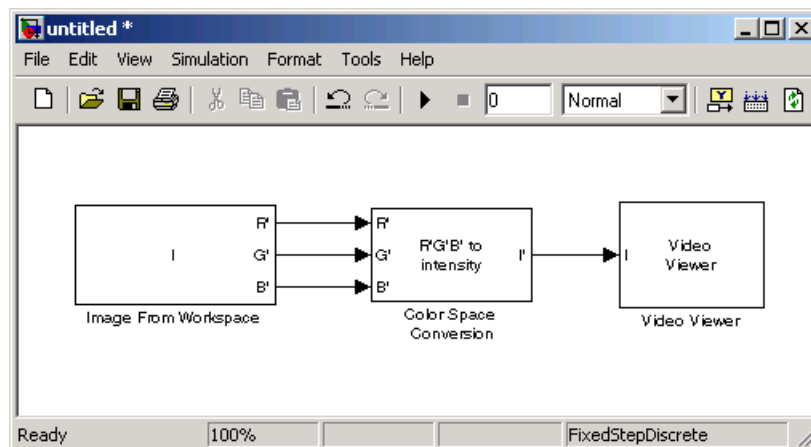 untitled *
File Edit View Simulation Format Tools Help
0 Normal
R'
I G'
B'
Image From Workspace
R'
G'
B'
R'G'B' to
intensity
I'
Color Space
Conversion
I
Video
Viewer
Video Viewer
Ready 100% FixedStepDiscrete